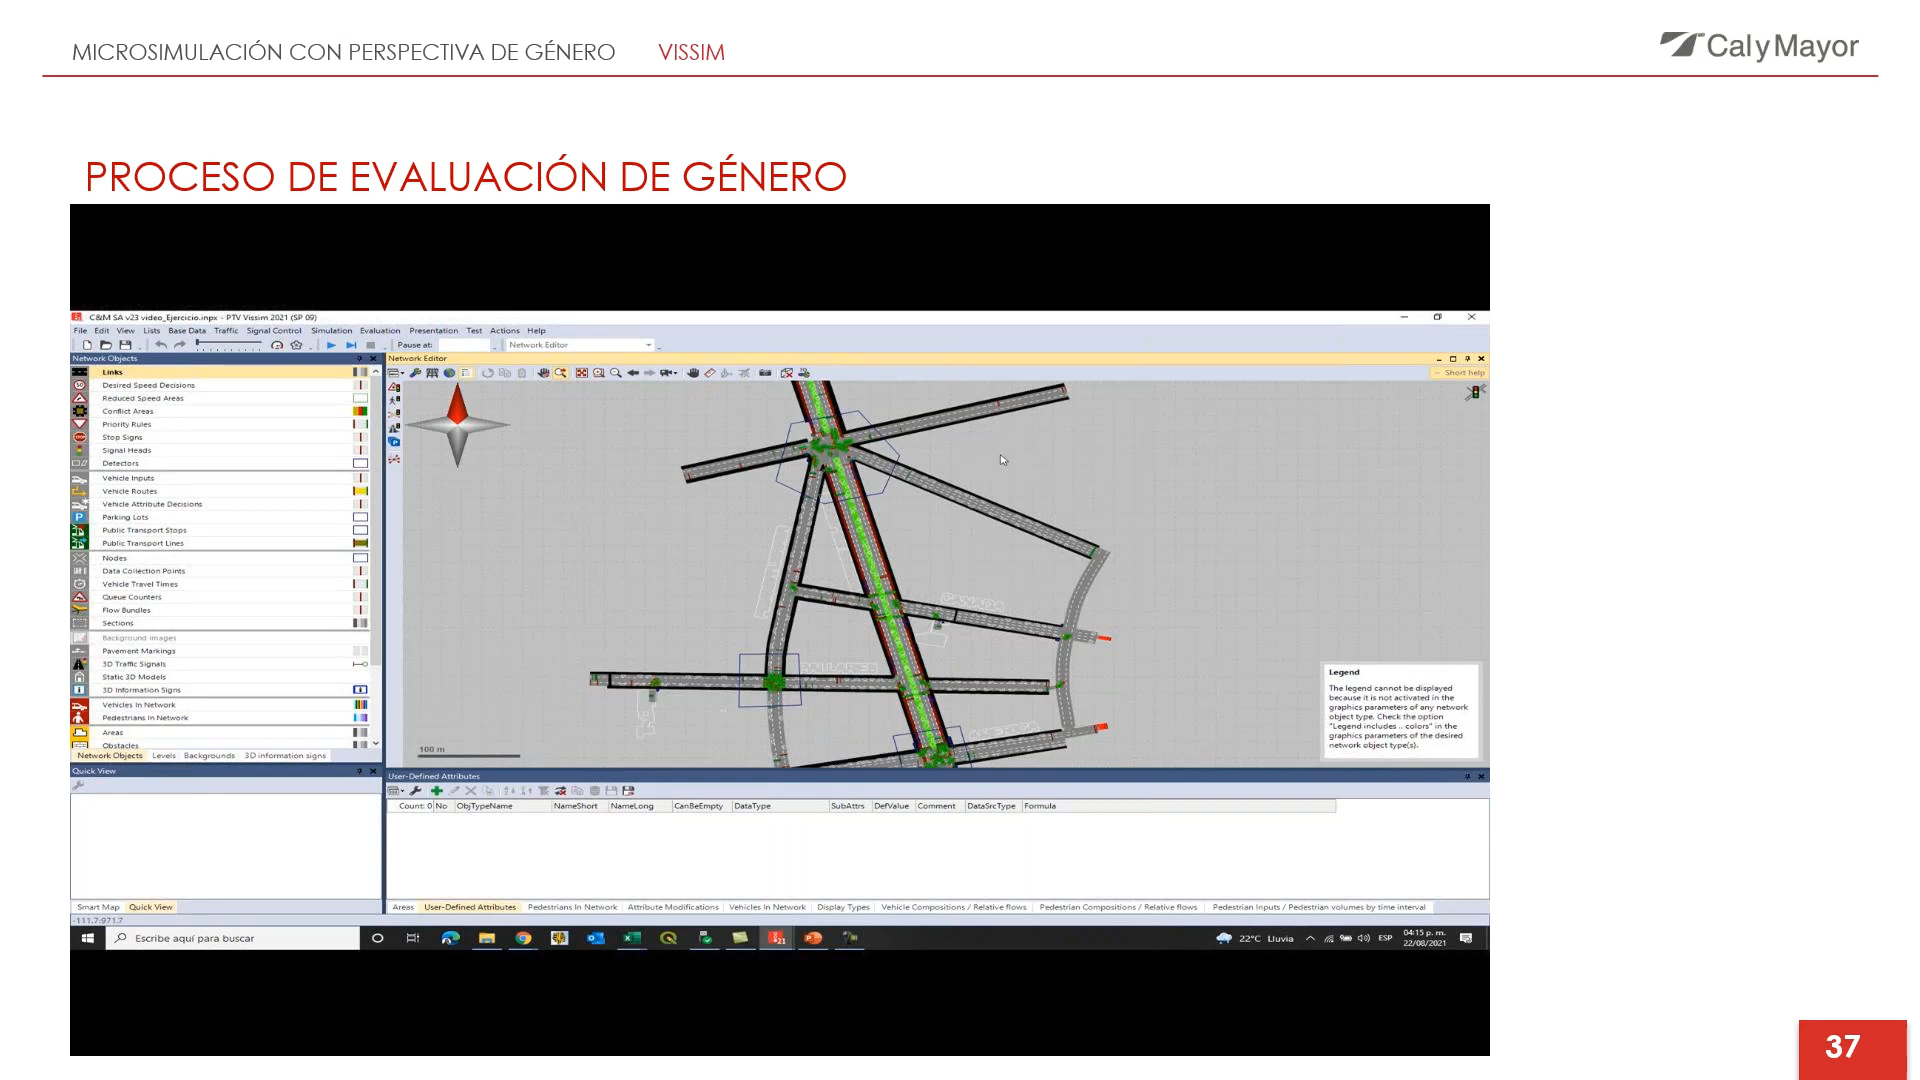 MICROSIMULACIÓN CON PERSPECTIVA DE GÉNERO VISSIM
CalyMayor
PROCESO DE EVALUACIÓN DE GÉNERO
C&M SA v23 video_Ejercicio.inpx - PTV Vissim 2021 (SP 09)
File Edit View Lists Base Data Traffic Signal Control Simulation Evaluation Presentation Test Actions Help
Pause at: Network Editor
Network Objects
Network Editor
Short help
Links
Desired Speed Decisions
Reduced Speed Areas
Conflict Areas
Priority Rules
Stop Signs
Signal Heads
Detectors
Vehicle Inputs
Vehicle Routes
Vehicle Attribute Decisions
Parking Lots
Public Transport Stops
Public Transport Lines
Nodes
Data Collection Points
Vehicle Travel Times
Queue Counters
Flow Bundles
Sections
Background Images
Pavement Markings
3D Traffic Signals
Static 3D Models
3D Information Signs
Vehicles In Network
Pedestrians In Network
Areas
Obstacles
Network Objects Levels Backgrounds 3D information signs
CANADA
100 m
Legend
The legend cannot be displayed
because it is not activated in the
graphics parameters of any network
object type. Check the option
"Legend includes .. colors" in the
graphics parameters of the desired
network object type(s).
Quick View
User-Defined Attributes
Count: 0 No ObjTypeName NameShort NameLong CanBeEmpty DataType SubAttrs DefValue Comment DataSrcType Formula
Smart Map Quick View
Areas User-Defined Attributes Pedestrians In Network Attribute Modifications Vehicles In Network Display Types Vehicle Compositions / Relative flows Pedestrian Compositions / Relative flows Pedestrian Inputs / Pedestrian volumes by time interval
-111.7:971.7
Escribe aquí para buscar
22°C Lluvia
ESP
04:15 p. m.
22/08/2021
37